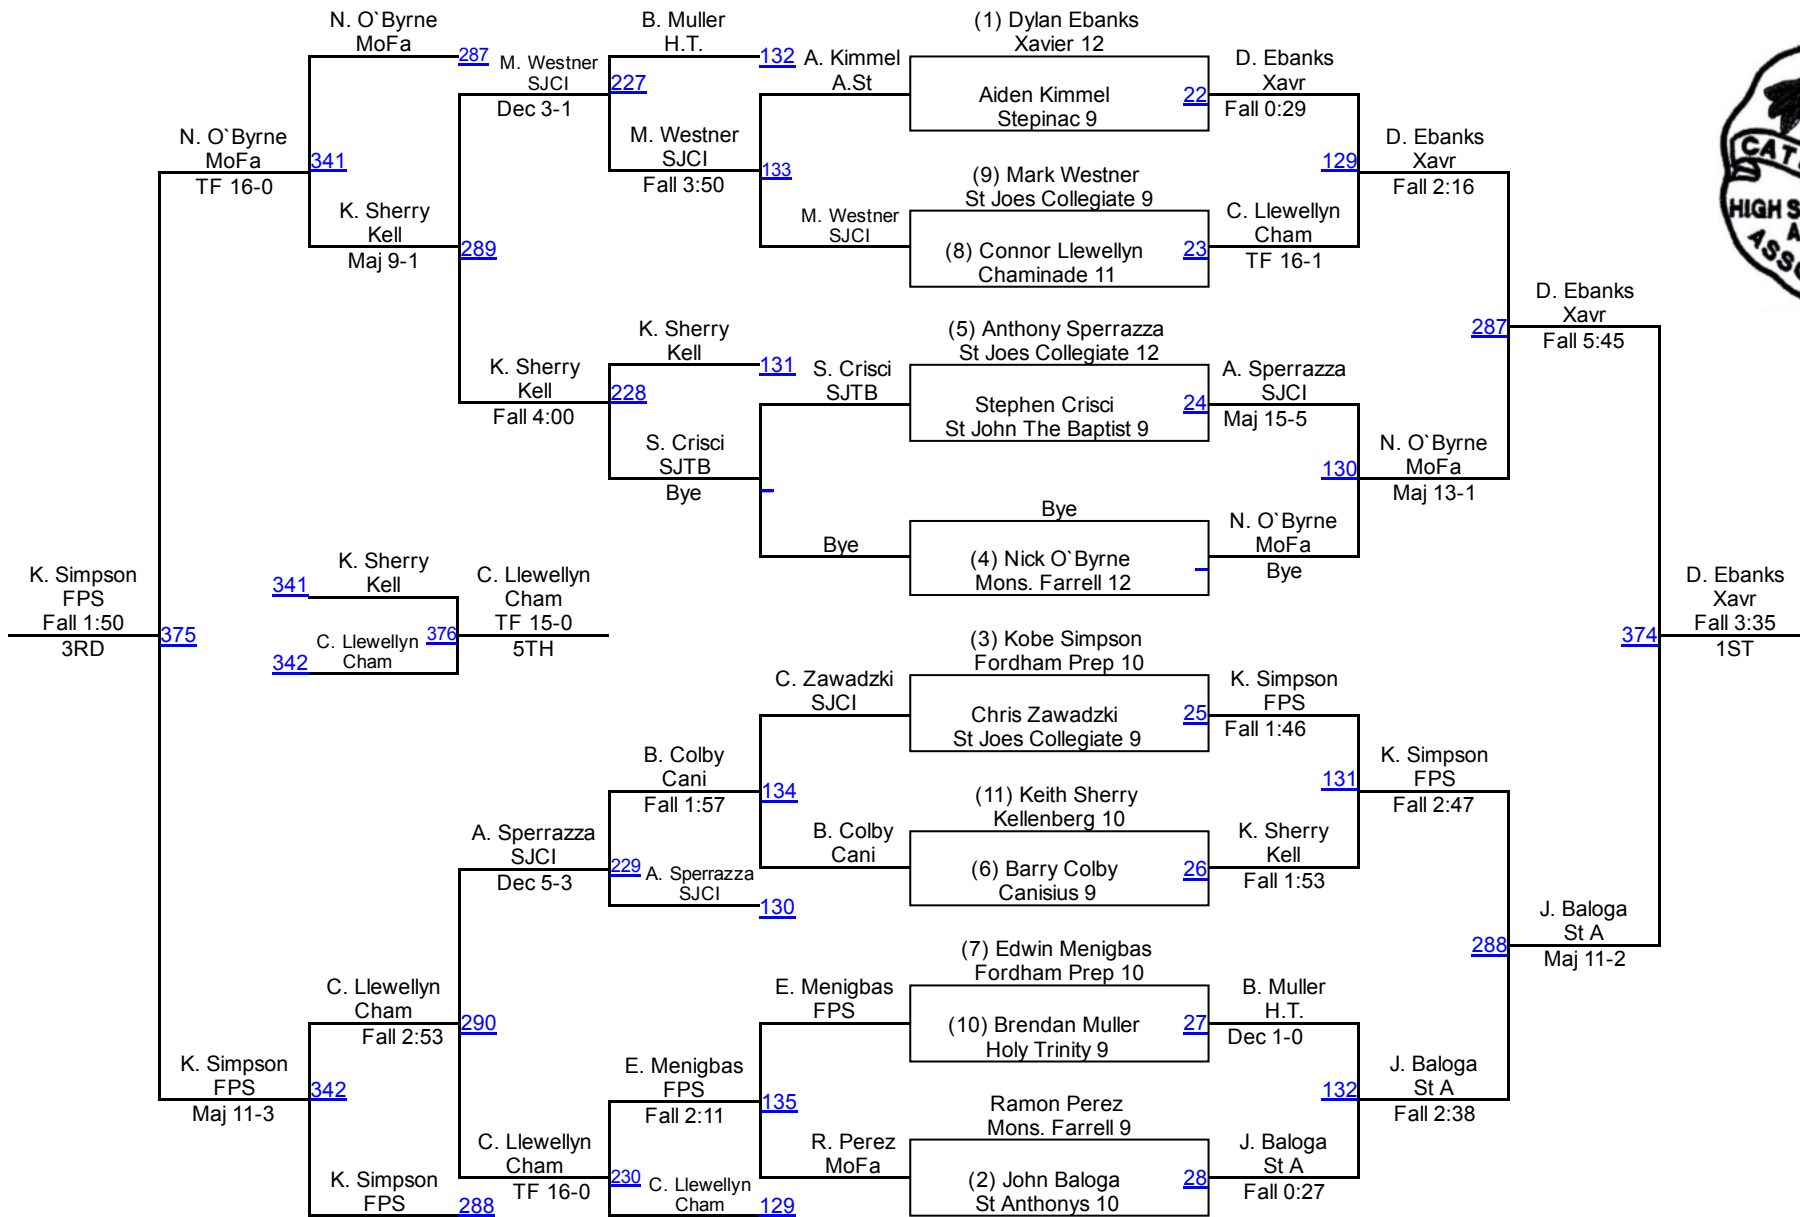 N. O`Byrne
MoFa
287
M. Westner
SJCI
Dec 3-1
B. Muller
H.T.
132
227
M. Westner
SJCI
Fall 3:50
A. Kimmel
A.St
133
M. Westner
SJCI
(1) Dylan Ebanks
Xavier 12
Aiden Kimmel
Stepinac 9
22
D. Ebanks
Xavr
Fall 0:29
(9) Mark Westner
St Joes Collegiate 9
(8) Connor Llewellyn
Chaminade 11
23
C. Llewellyn
Cham
TF 16-1
129
D. Ebanks
Xavr
Fall 2:16
CAT
HIGH S
A
ASSO
N. O`Byrne
MoFa
TF 16-0
341
K. Sherry
Kell
Maj 9-1
289
K. Sherry
Kell
Fall 4:00
K. Sherry
Kell
131
228
S. Crisci
SJTB
Bye
S. Crisci
SJTB
Bye
(5) Anthony Sperrazza
St Joes Collegiate 12
Stephen Crisci
St John The Baptist 9
24
A. Sperrazza
SJCI
Maj 15-5
Bye
(4) Nick O`Byrne
Mons. Farrell 12
N. O`Byrne
MoFa
Bye
130
N. O`Byrne
MoFa
Maj 13-1
287
D. Ebanks
Xavr
Fall 5:45
K. Simpson
FPS
Fall 1:50
3RD
375
341
K. Sherry
Kell
342
C. Llewellyn
Cham
376
C. Llewellyn
Cham
TF 15-0
5TH
374
D. Ebanks
Xavr
Fall 3:35
1ST
C. Zawadzki
SJCI
(3) Kobe Simpson
Fordham Prep 10
Chris Zawadzki
St Joes Collegiate 9
25
K. Simpson
FPS
Fall 1:46
B. Colby
Cani
Fall 1:57
134
B. Colby
Cani
(11) Keith Sherry
Kellenberg 10
(6) Barry Colby
Canisius 9
26
K. Sherry
Kell
Fall 1:53
131
K. Simpson
FPS
Fall 2:47
A. Sperrazza
SJCI
Dec 5-3
229
A. Sperrazza
SJCI
130
288
J. Baloga
St A
Maj 11-2
C. Llewellyn
Cham
Fall 2:53
290
E. Menigbas
FPS
(7) Edwin Menigbas
Fordham Prep 10
(10) Brendan Muller
Holy Trinity 9
27
B. Muller
H.T.
Dec 1-0
K. Simpson
FPS
Maj 11-3
342
E. Menigbas
FPS
Fall 2:11
135
R. Perez
MoFa
Ramon Perez
Mons. Farrell 9
(2) John Baloga
St Anthonys 10
28
J. Baloga
St A
Fall 0:27
132
J. Baloga
St A
Fall 2:38
K. Simpson
FPS
288
C. Llewellyn
Cham
TF 16-0
230
C. Llewellyn
Cham
129